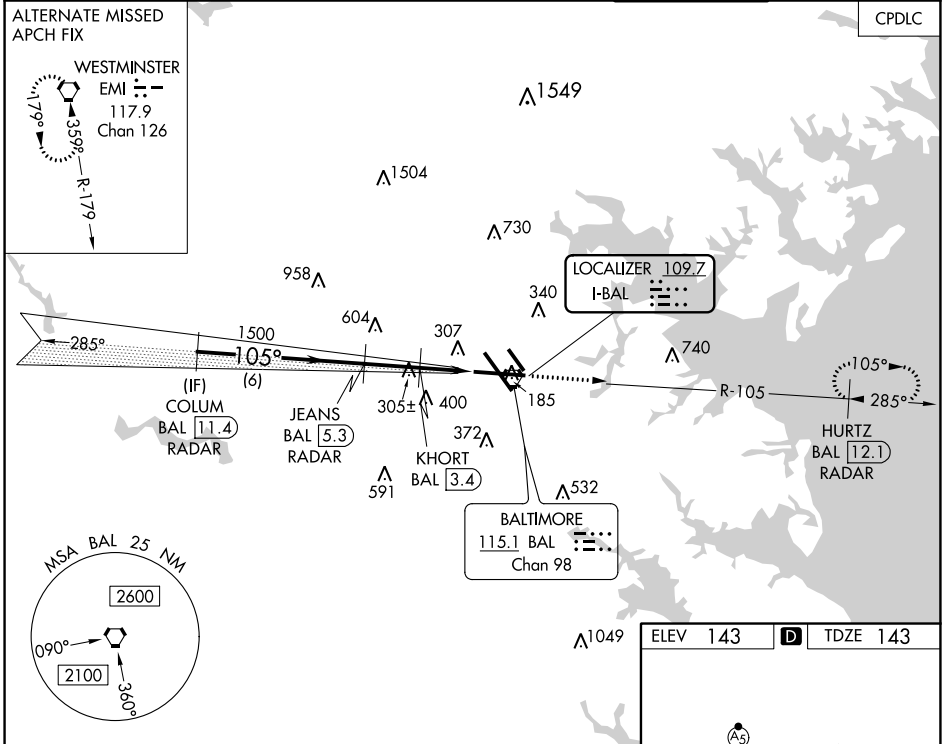 ALTERNATE MISSED
APCH FIX
WESTMINSTER
EMI
117.9
Chan 126
179°
359°
R-179
CPDLC
1549
1504
730
958
LOCALIZER 109.7
I-BAL
340
604
307
740
1500
285°
105°
(6)
(IF)
COLUM
BAL 11.4
RADAR
JEANS
BAL 5.3
RADAR
305±
400
KHORT
BAL 3.4
185
372
591
532
R-105
105°
285°
HURTZ
BAL 12.1
RADAR
BALTIMORE
115.1 BAL
Chan 98
MSA BAL 25 NM
2600
090°
2100
360°
1049
ELEV 143 D TDZE 143
A5